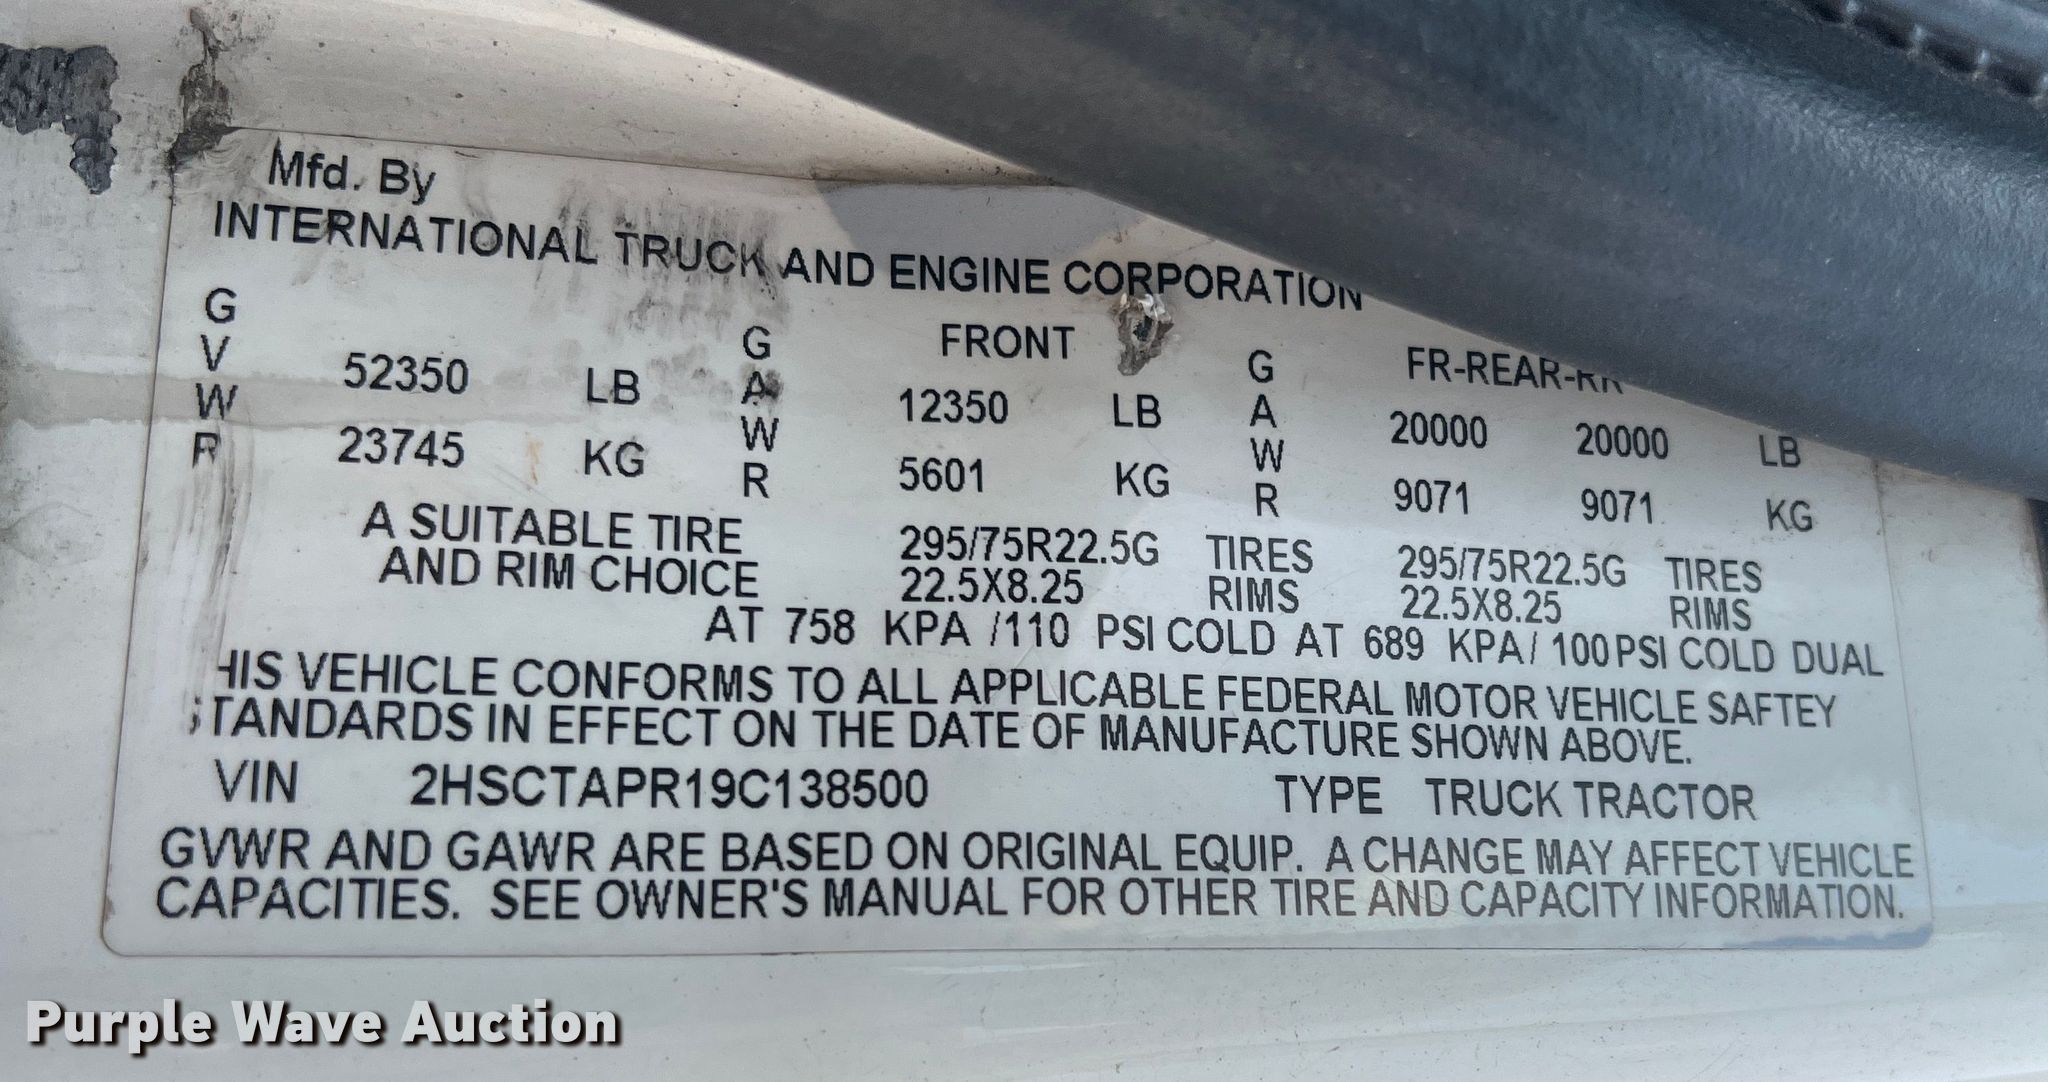 Mfd. By
INTERNATIONAL TRUCK AND ENGINE CORPORATION
GVWR 52350 LB GAWR FRONT 12350 LB GAWR FR-REAR-RR 20000 20000 LB
23745 KG 5601 KG 9071 9071 KG
A SUITABLE TIRE 295/75R22.5G TIRES 295/75R22.5G TIRES
AND RIM CHOICE 22.5X8.25 RIMS 22.5X8.25 RIMS
AT 758 KPA /110 PSI COLD AT 689 KPA/ 100PSI COLD DUAL
HIS VEHICLE CONFORMS TO ALL APPLICABLE FEDERAL MOTOR VEHICLE SAFTEY
STANDARDS IN EFFECT ON THE DATE OF MANUFACTURE SHOWN ABOVE.
VIN 2HSCTAPR19C138500 TYPE TRUCK TRACTOR
GVWR AND GAWR ARE BASED ON ORIGINAL EQUIP. A CHANGE MAY AFFECT VEHICLE
CAPACITIES. SEE OWNER'S MANUAL FOR OTHER TIRE AND CAPACITY INFORMATION.
Purple Wave Auction